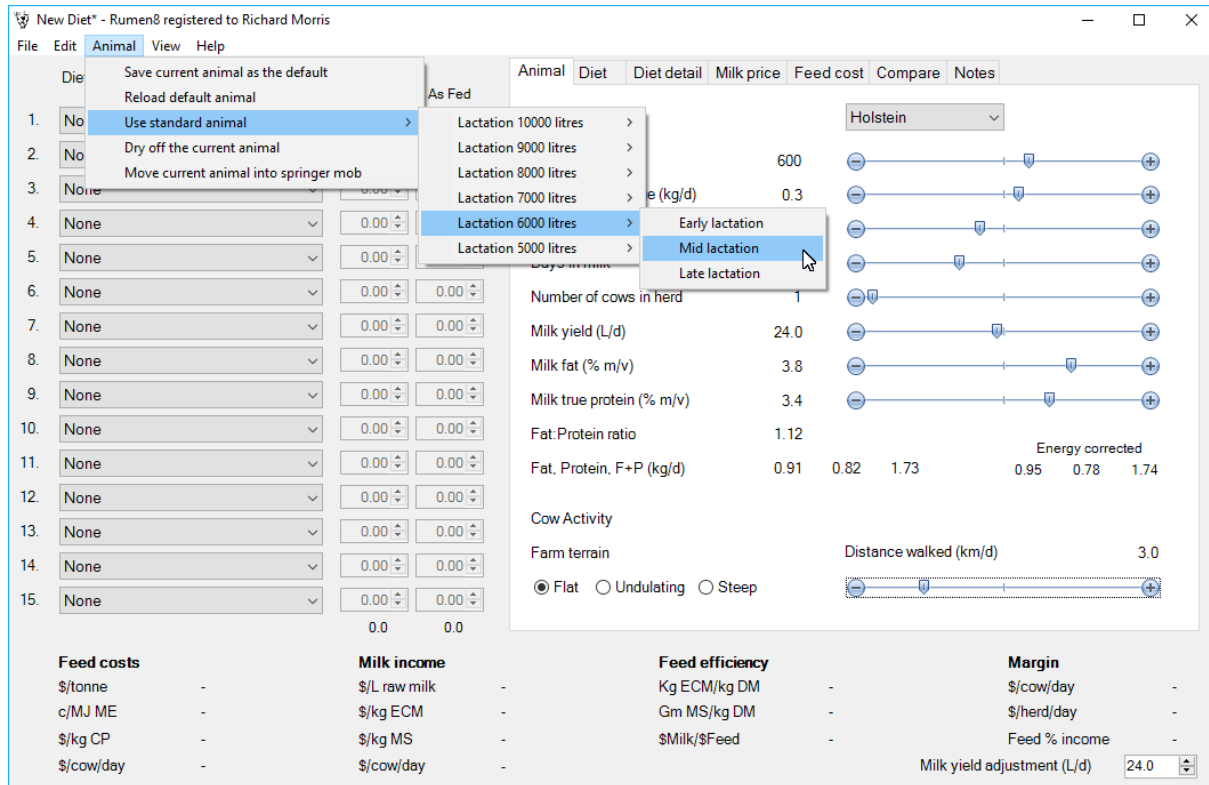 New Diet* - Rumen8 registered to Richard Morris
File Edit Animal View Help
Save current animal as the default
Reload default animal
Use standard animal
Dry off the current animal
Move current animal into springer mob
Lactation 10000 litres
Lactation 9000 litres
Lactation 8000 litres
Lactation 7000 litres
Lactation 6000 litres
Lactation 5000 litres
Early lactation
Mid lactation
Late lactation
As Fed
1.
2.
3. None 0.00 0.00
4. None 0.00
5. None 0.00
6. None 0.00 0.00
7. None 0.00 0.00
8. None 0.00 0.00
9. None 0.00 0.00
10. None 0.00 0.00
11. None 0.00 0.00
12. None 0.00 0.00
13. None 0.00 0.00
14. None 0.00 0.00
15. None 0.00 0.00
0.0 0.0
Animal Diet Diet detail Milk price Feed cost Compare Notes
Holstein
600
(kg/d) 0.3
Days in milk
Number of cows in herd 1
Milk yield (L/d) 24.0
Milk fat (% m/v) 3.8
Milk true protein (% m/v) 3.4
Fat:Protein ratio 1.12
Energy corrected
Fat, Protein, F+P (kg/d) 0.91 0.82 1.73 0.95 0.78 1.74
Cow Activity
Farm terrain Distance walked (km/d) 3.0
Flat Undulating Steep
Feed costs Milk income Feed efficiency Margin
$/tonne - $/L raw milk - Kg ECM/kg DM - $/cow/day -
c/MJ ME - $/kg ECM - Gm MS/kg DM - $/herd/day -
$/kg CP - $/kg MS - $Milk/$Feed - Feed % income -
$/cow/day - $/cow/day - Milk yield adjustment (L/d) 24.0